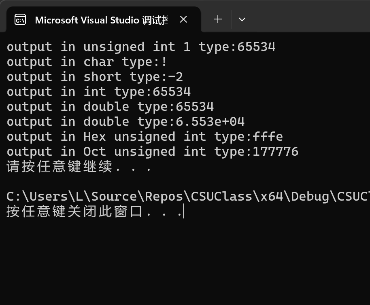 Microsoft Visual Studio 调试
output in unsigned int 1 type:65534
output in char type:!
output in short type:-2
output in int type:65534
output in double type:65534
output in double type:6.553e+04
output in Hex unsigned int type:fffe
output in Oct unsigned int type:177776
请按任意键继续. . .
C:\Users\L\Source\Repos\CSUClass\x64\Debug\CSUC
按任意键关闭此窗口. . .